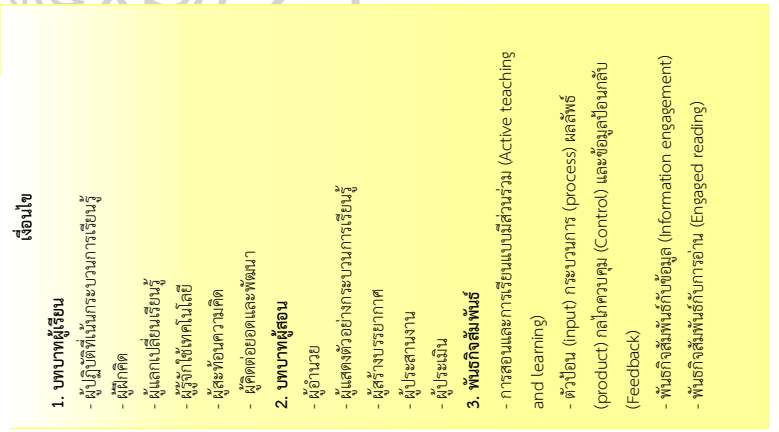 เงื่อนไข
1. บทบาทผู้เรียน
- ผู้ปฏิบัติที่เน้นกระบวนการเรียนรู้
- ผู้ฝึกคิด
- ผู้แลกเปลี่ยนเรียนรู้
- ผู้รู้จักใช้เทคโนโลยี
- ผู้สะท้อนความคิด
- ผู้คิดต่อยอดและพัฒนา
2. บทบาทผู้สอน
- ผู้อำนวย
- ผู้แสดงตัวอย่างกระบวนการเรียนรู้
- ผู้สร้างบรรยากาศ
- ผู้ประสานงาน
- ผู้ประเมิน
3. พันธกิจสัมพันธ์
- การสอนและการเรียนแบบมีส่วนร่วม (Active teaching
and learning)
- ตัวป้อน (input) กระบวนการ (process) ผลลัพธ์
(product) กลไกควบคุม (Control) และข้อมูลป้อนกลับ
(Feedback)
- พันธกิจสัมพันธ์กับข้อมูล (Information engagement)
- พันธกิจสัมพันธ์กับการอ่าน (Engaged reading)